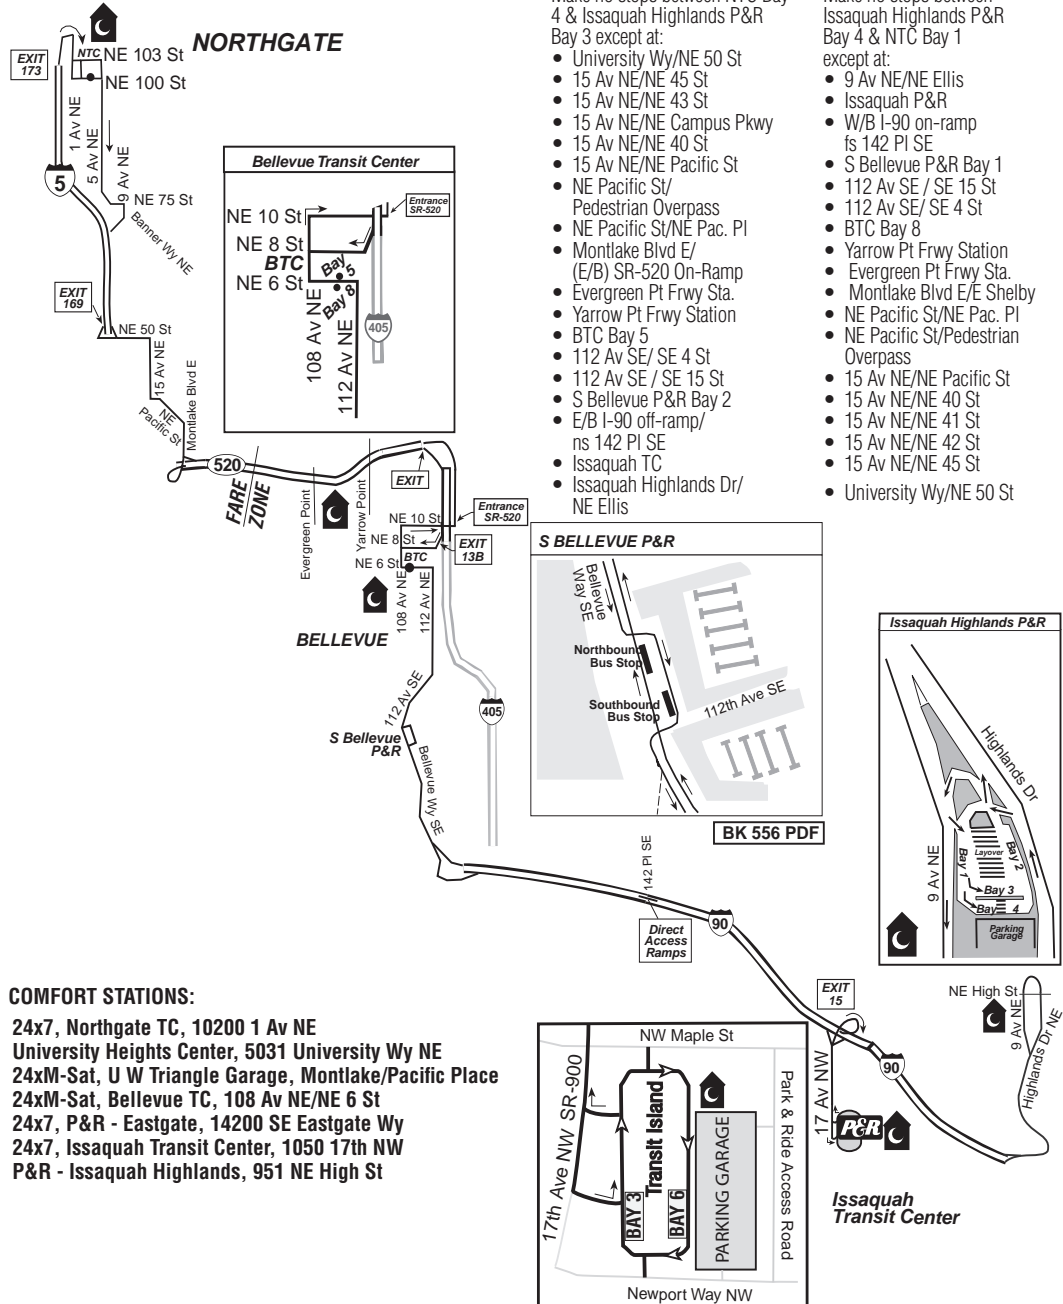 Make no stops between NTC Bay
4 & Issaquah Highlands P&R
Bay 3 except at:
• University Wy/NE 50 St
• 15 Av NE/NE 45 St
• 15 Av NE/NE 43 St
• 15 Av NE/NE Campus Pkwy
• 15 Av NE/NE 40 St
• 15 Av NE/NE Pacific St
• NE Pacific St/
Pedestrian Overpass
• NE Pacific St/NE Pac. Pl
• Montlake Blvd E/
(E/B) SR-520 On-Ramp
• Evergreen Pt Frwy Sta.
• Yarrow Pt Frwy Station
• BTC Bay 5
• 112 Av SE/ SE 4 St
• 112 Av SE / SE 15 St
• S Bellevue P&R Bay 2
• E/B I-90 off-ramp/
ns 142 Pl SE
• Issaquah TC
• Issaquah Highlands Dr/
NE Ellis
Make no stops between
Issaquah Highlands P&R
Bay 4 & NTC Bay 1
except at:
• 9 Av NE/NE Ellis
• Issaquah P&R
• W/B I-90 on-ramp
fs 142 Pl SE
• S Bellevue P&R Bay 1
• 112 Av SE / SE 15 St
• 112 Av SE/ SE 4 St
• BTC Bay 8
• Yarrow Pt Frwy Station
• Evergreen Pt Frwy Sta.
• Montlake Blvd E/E Shelby
• NE Pacific St/NE Pac. Pl
• NE Pacific St/Pedestrian
Overpass
• 15 Av NE/NE Pacific St
• 15 Av NE/NE 40 St
• 15 Av NE/NE 41 St
• 15 Av NE/NE 42 St
• 15 Av NE/NE 45 St
• University Wy/NE 50 St
NORTHGATE
EXIT
173
NTC
NE 103 St
NE 100 St
1 Av NE
5 Av NE
9 Av NE
5
NE 75 St
Banner Wy NE
EXIT
169
NE 50 St
15 Av NE
NE
Pacific St
Montlake Blvd E
520
FARE
ZONE
Evergreen Point
Yarrow Point
EXIT
NE 10 St
Entrance
SR-520
NE 8 St
EXIT
13B
NE 6 St
BTC
108 Av NE
112 Av NE
BELLEVUE
405
112 Av SE
S Bellevue
P&R
Bellevue Wy SE
142 Pl SE
Direct
Access
Ramps
90
EXIT
15
17 Av NW
90
P&R
Issaquah
Transit Center
NE High St
9 Av NE
Highlands Dr NE
Bellevue Transit Center
NE 10 St
Entrance
SR-520
NE 8 St
BTC
NE 6 St
Bay
5
Bay 8
108 Av NE
112 Av NE
405
S BELLEVUE P&R
Bellevue
Way SE
Northbound
Bus Stop
Southbound
Bus Stop
112th Ave SE
BK 556 PDF
Issaquah Highlands P&R
Highlands Dr
9 Av NE
Bay 1
Layover
Bay 2
Bay 3
Bay 4
Parking
Garage
COMFORT STATIONS:
24x7, Northgate TC, 10200 1 Av NE
University Heights Center, 5031 University Wy NE
24xM-Sat, U W Triangle Garage, Montlake/Pacific Place
24xM-Sat, Bellevue TC, 108 Av NE/NE 6 St
24x7, P&R - Eastgate, 14200 SE Eastgate Wy
24x7, Issaquah Transit Center, 1050 17th NW
P&R - Issaquah Highlands, 951 NE High St
NW Maple St
17th Ave NW SR-900
Transit Island
BAY 3
BAY 6
PARKING GARAGE
Park & Ride Access Road
Newport Way NW